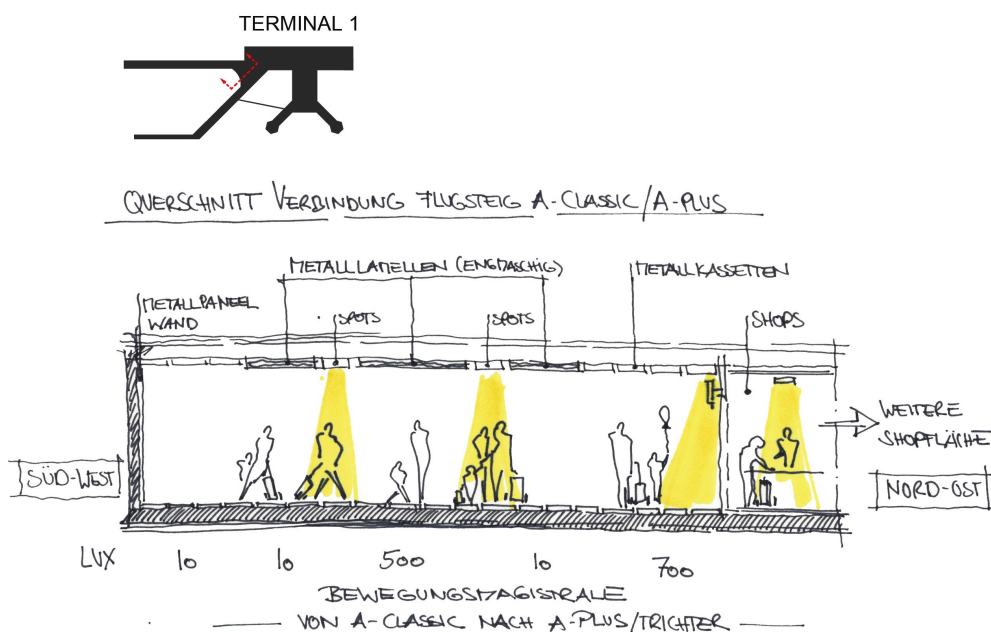 TERMINAL 1
QUERSCHNITT VERBINDUNG FLUGSTEIG A-CLASSIC/A-PLUS
METALLLAMELLEN (ENGMASCHIG)
METALLKASSETTEN
METALLPANEEL
WAND
SPOTS
SPOTS
SHOPS
WEITERE
SHOPFLÄCHE
SÜD-WEST
NORD-OST
LUX 10 10 500 10 700
BEWEGUNGSMAGISTRALE
VON A-CLASSIC NACH A-PLUS/TRICHTER